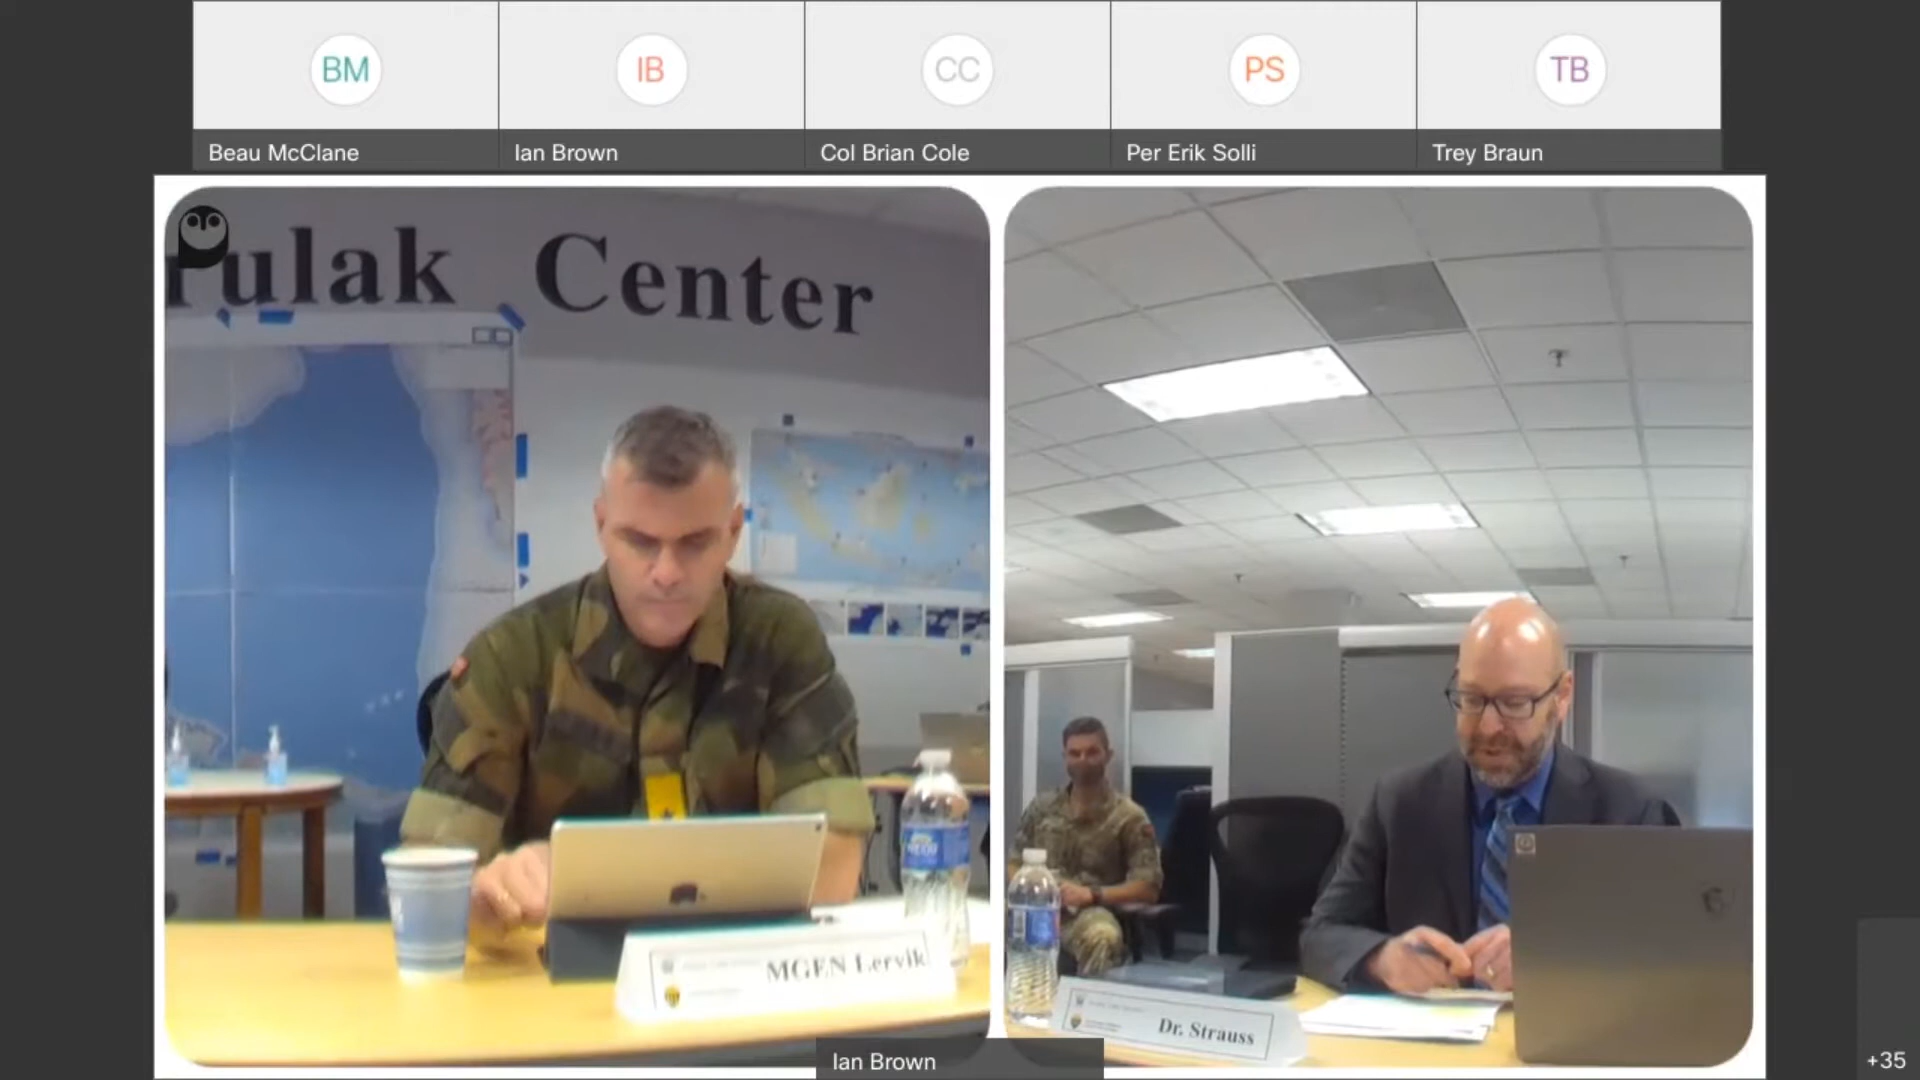 BM
IB
CC
PS
TB
Beau McClane
Ian Brown
Col Brian Cole
Per Erik Solli
Trey Braun
Center
MGEN Lervik
Dr. Strauss
Ian Brown
+35